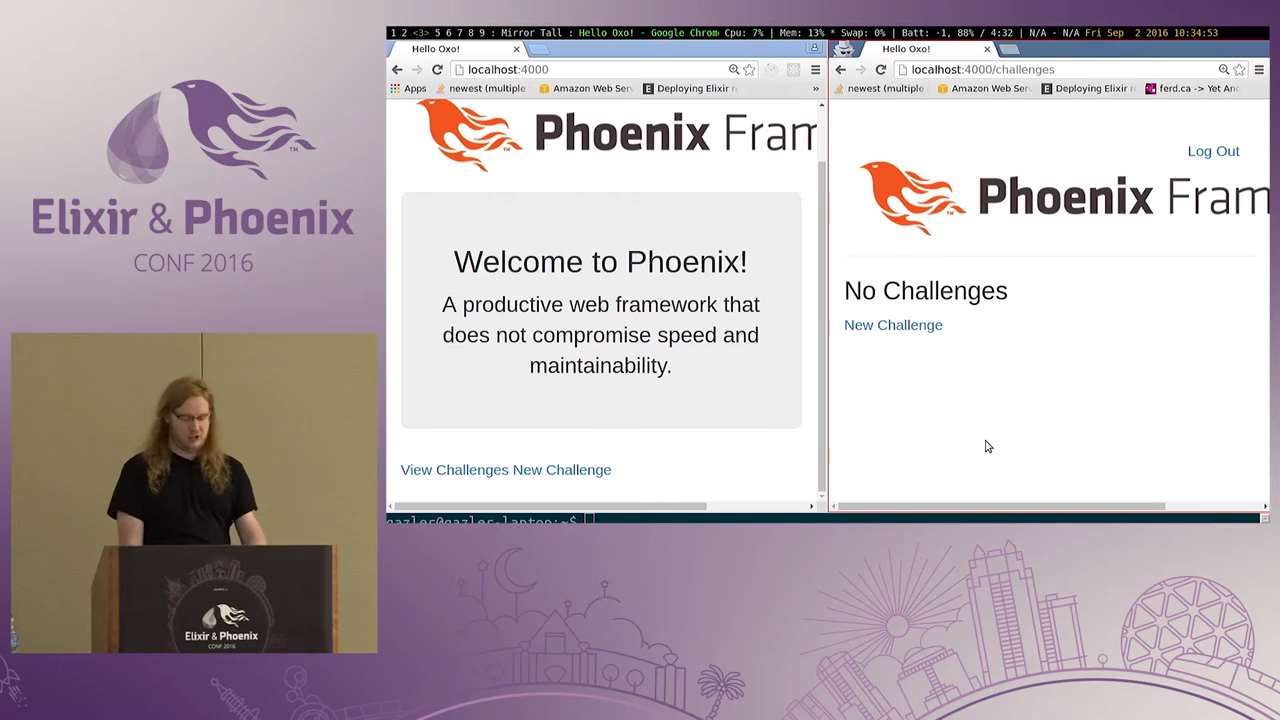 Elixir & Phoenix
CONF 2016
1 2 <3> 5 6 7 8 9 : Mirror Tall : Hello Oxo! - Google Chrom Cpu: 7% | Mem: 13% * Swap: 0% | Batt: -1, 88% / 4:32 | N/A - N/A Fri Sep 2 2016 10:34:53
Hello Oxo!
localhost:4000
Apps newest (multiple Amazon Web Serv Deploying Elixir r »
Phoenix Fram
Welcome to Phoenix!
A productive web framework that
does not compromise speed and
maintainability.
View Challenges New Challenge
Hello Oxo!
localhost:4000/challenges
newest (multiple Amazon Web Serv Deploying Elixir r ferd.ca -> Yet Ano
Log Out
Phoenix Fram
No Challenges
New Challenge
gazler@gazler-laptop:~$
Elixir & Phoenix
CONF 2016